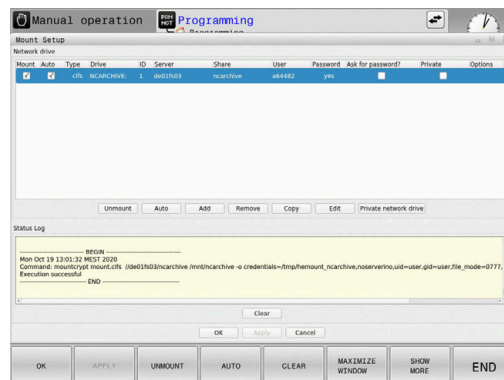 Manual operation
PGM
MGT
Programming
Programming
Mount Setup
Network drive
Mount Auto Type Drive ID Server Share User Password Ask for password? Private Options
cifs NCARCHIVE: 1 de01fs03 ncarchive a64482 yes
Unmount Auto Add Remove Copy Edit Private network drive
Status Log
---------------------- BEGIN ----------------------
Mon Oct 19 13:01:32 MEST 2020
Command: mountcrypt mount.cifs //de01fs03/ncarchive /mnt/ncarchive -o credentials=/tmp/hemount_ncarchive,noserverino,uid=user,gid=user,file_mode=0777,
Execution successful
---------------------- END ----------------------
Clear
OK Apply Cancel
OK APPLY UNMOUNT AUTO CLEAR MAXIMIZE WINDOW SHOW MORE END